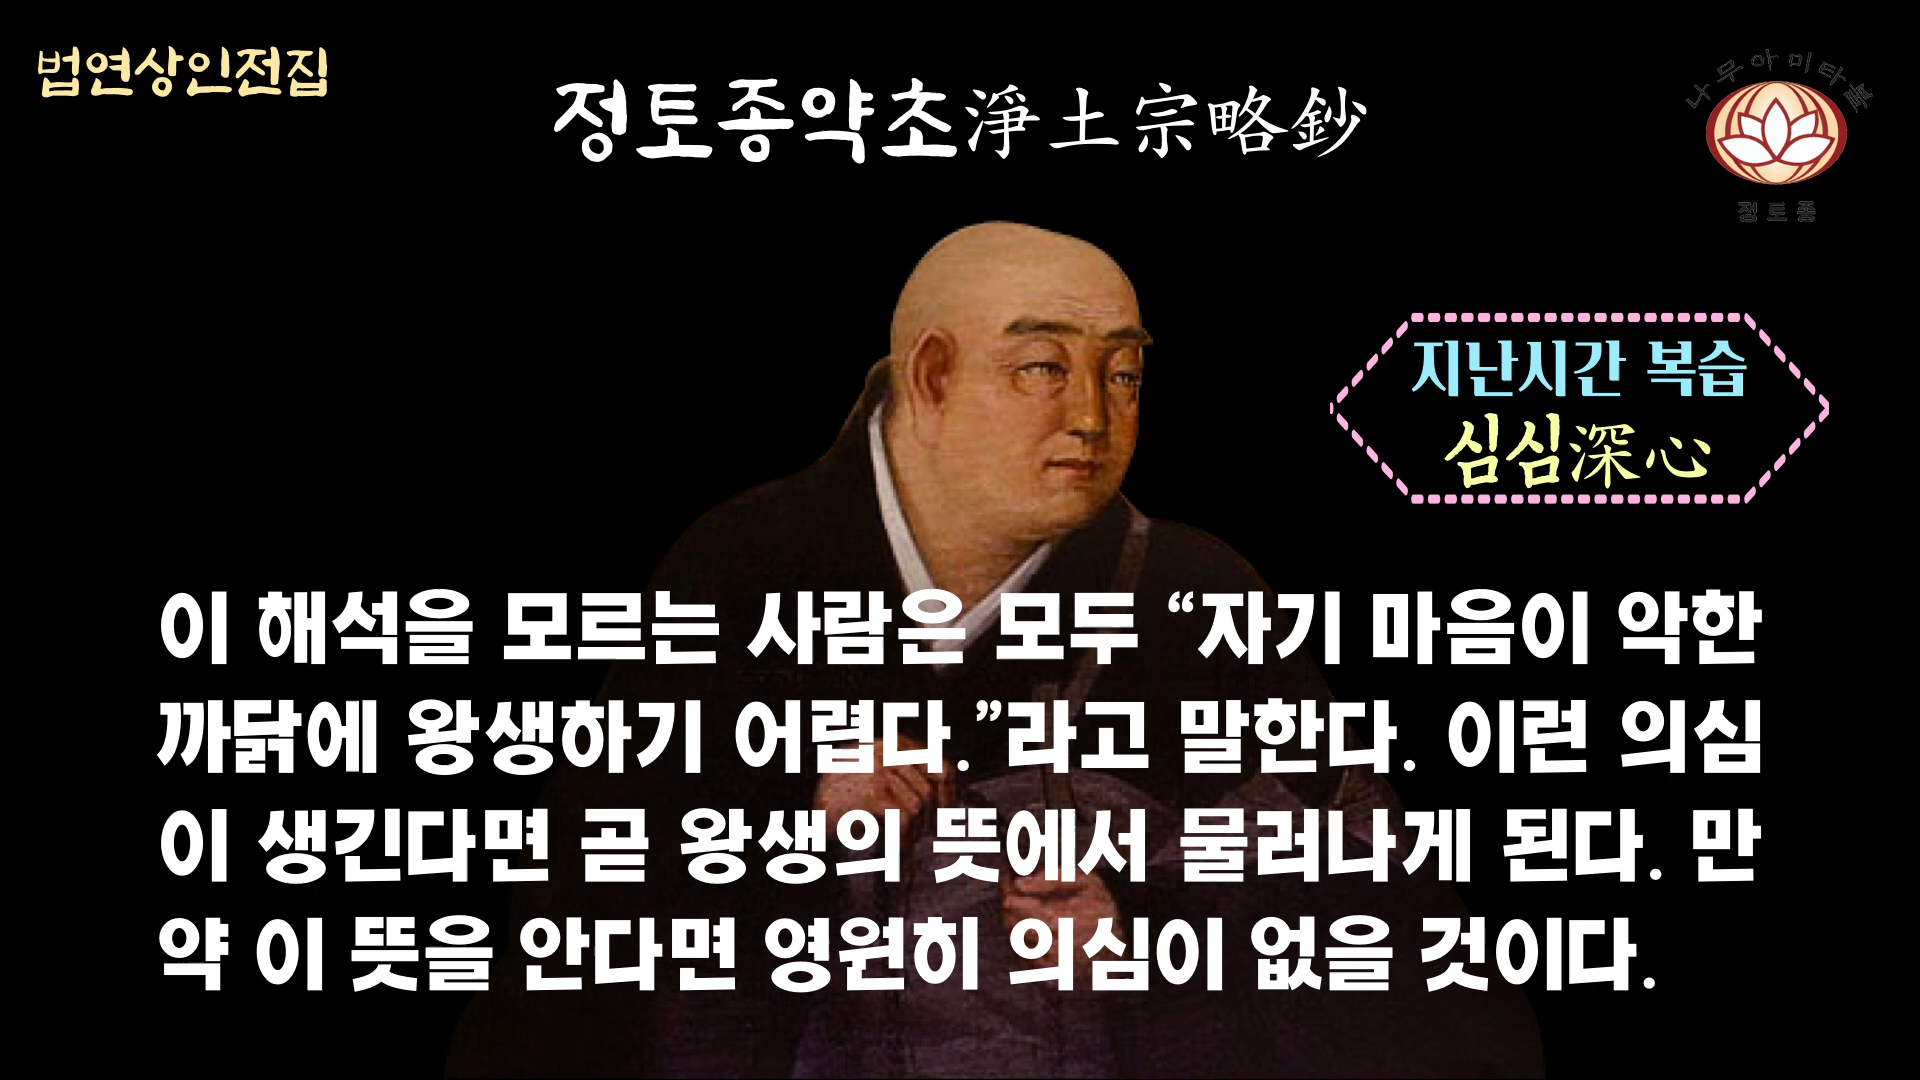 법연상인전집
정토종약초淨土宗略鈔
나무아미타불
정토종
지난시간 복습
심심深心
이 해석을 모르는 사람은 모두 “자기 마음이 악한
까닭에 왕생하기 어렵다.”라고 말한다. 이런 의심
이 생긴다면 곧 왕생의 뜻에서 물러나게 된다. 만
약 이 뜻을 안다면 영원히 의심이 없을 것이다.